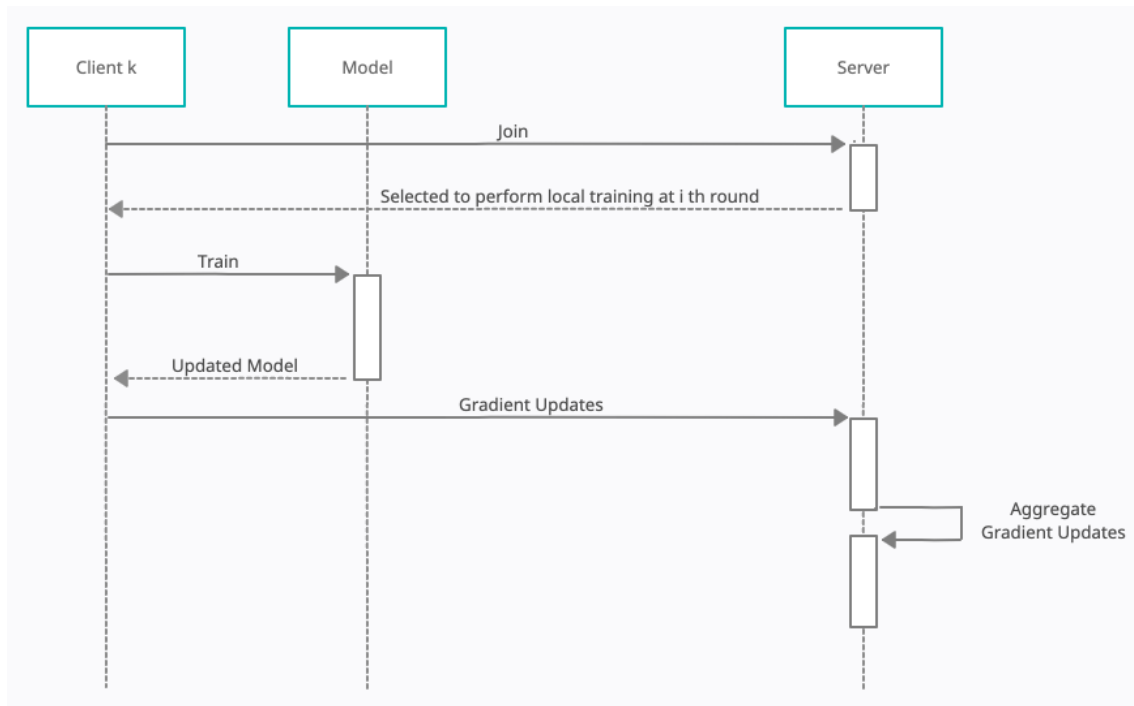 Client k
Model
Server
Join
Selected to perform local training at i th round
Train
Updated Model
Gradient Updates
Aggregate
Gradient Updates